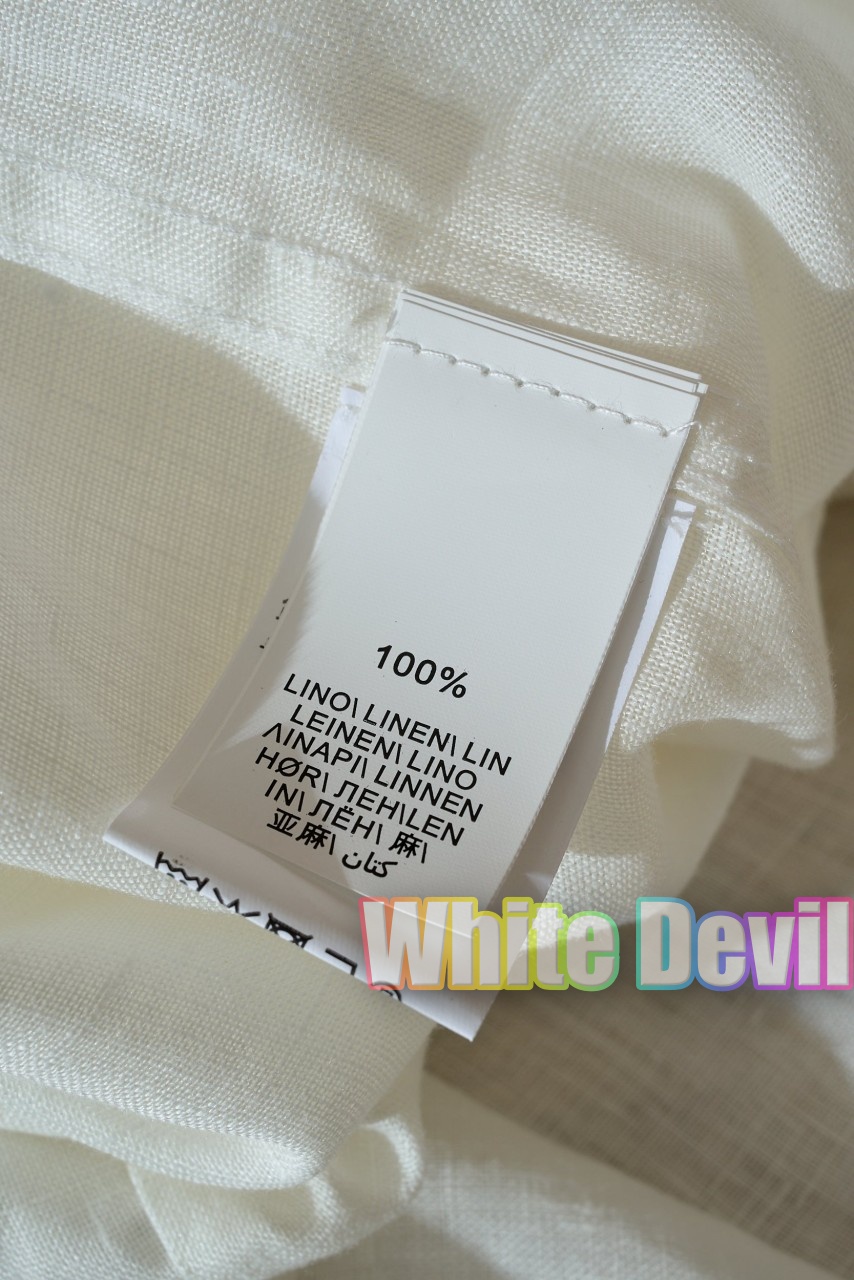 100%
LINO\ LINEN\ LIN
LEINEN\ LINO
ΛΙΝΑΡΙ\ LINNEN
HØR\ ЛЕН\LEN
IN\ ЛЁН\ 麻\
亚麻\ كتان
White Devil